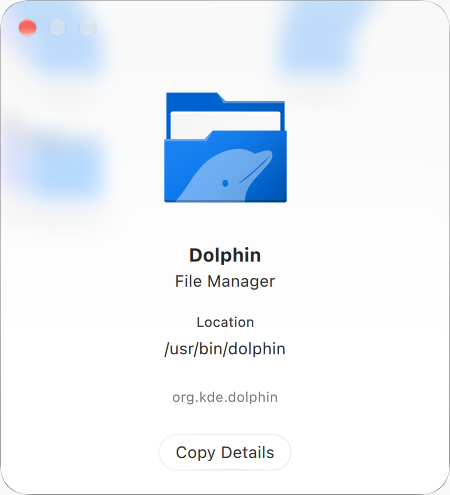 Dolphin
File Manager
Location
/usr/bin/dolphin
org.kde.dolphin
Copy Details